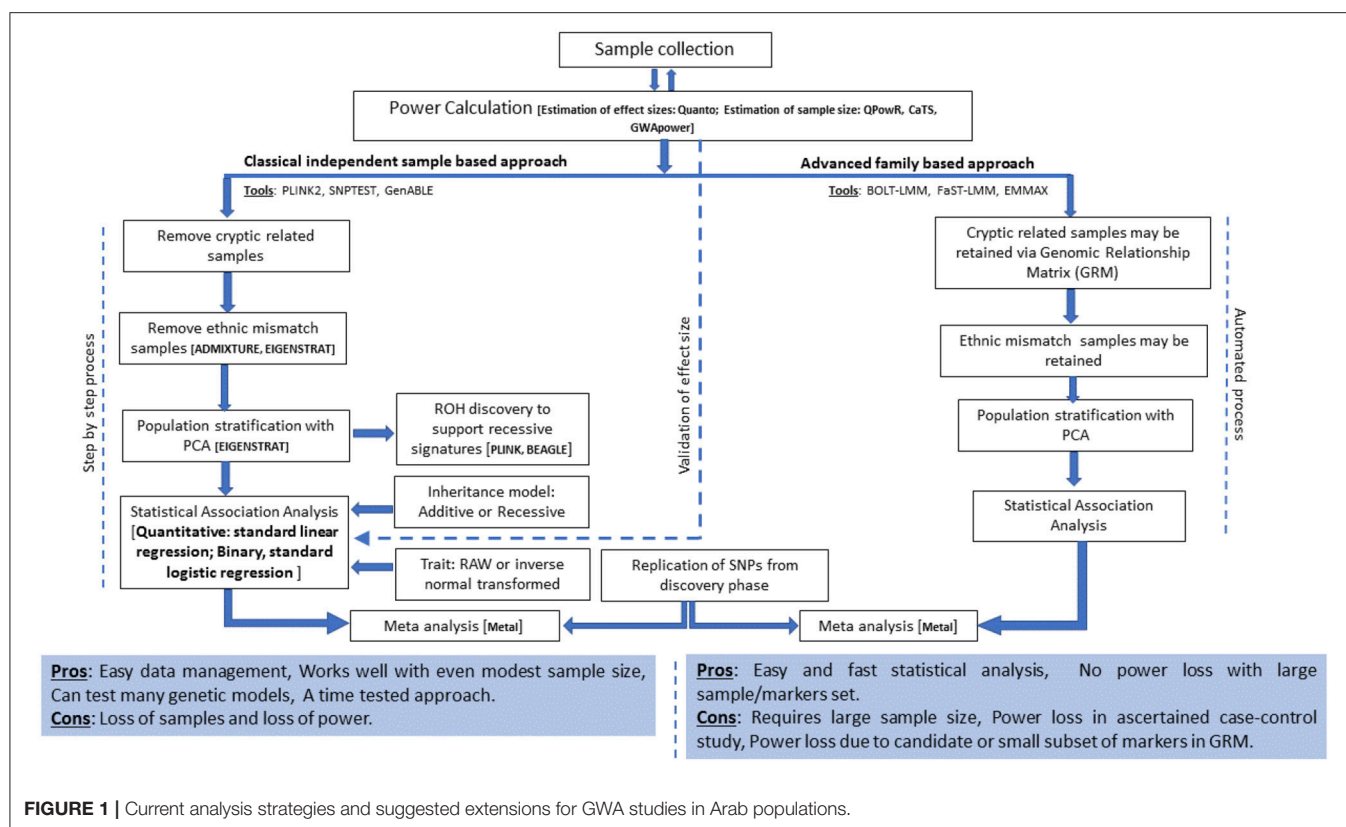 Sample collection
Power Calculation [Estimation of effect sizes: Quanto; Estimation of sample size: QPowR, CaTS,
GWApower]
Classical independent sample based approach
Advanced family based approach
Tools: PLINK2, SNPTEST, GenABLE
Tools: BOLT-LMM, FaST-LMM, EMMAX
Step by step process
Remove cryptic related
samples
Remove ethnic mismatch
samples [ADMIXTURE, EIGENSTRAT]
Population stratification with
PCA [EIGENSTRAT]
ROH discovery to
support recessive
signatures [PLINK, BEAGLE]
Statistical Association Analysis
[Quantitative: standard linear
regression; Binary, standard
logistic regression ]
Inheritance model:
Additive or Recessive
Trait: RAW or inverse
normal transformed
Validation of effect size
Replication of SNPs from
discovery phase
Cryptic related samples may be
retained via Genomic Relationship
Matrix (GRM)
Ethnic mismatch samples may be
retained
Population stratification with
PCA
Statistical Association
Analysis
Automated process
Meta analysis [Metal]
Meta analysis [Metal]
Pros: Easy data management, Works well with even modest sample size,
Can test many genetic models, A time tested approach.
Cons: Loss of samples and loss of power.
Pros: Easy and fast statistical analysis, No power loss with large
sample/markers set.
Cons: Requires large sample size, Power loss in ascertained case-control
study, Power loss due to candidate or small subset of markers in GRM.
FIGURE 1 | Current analysis strategies and suggested extensions for GWA studies in Arab populations.